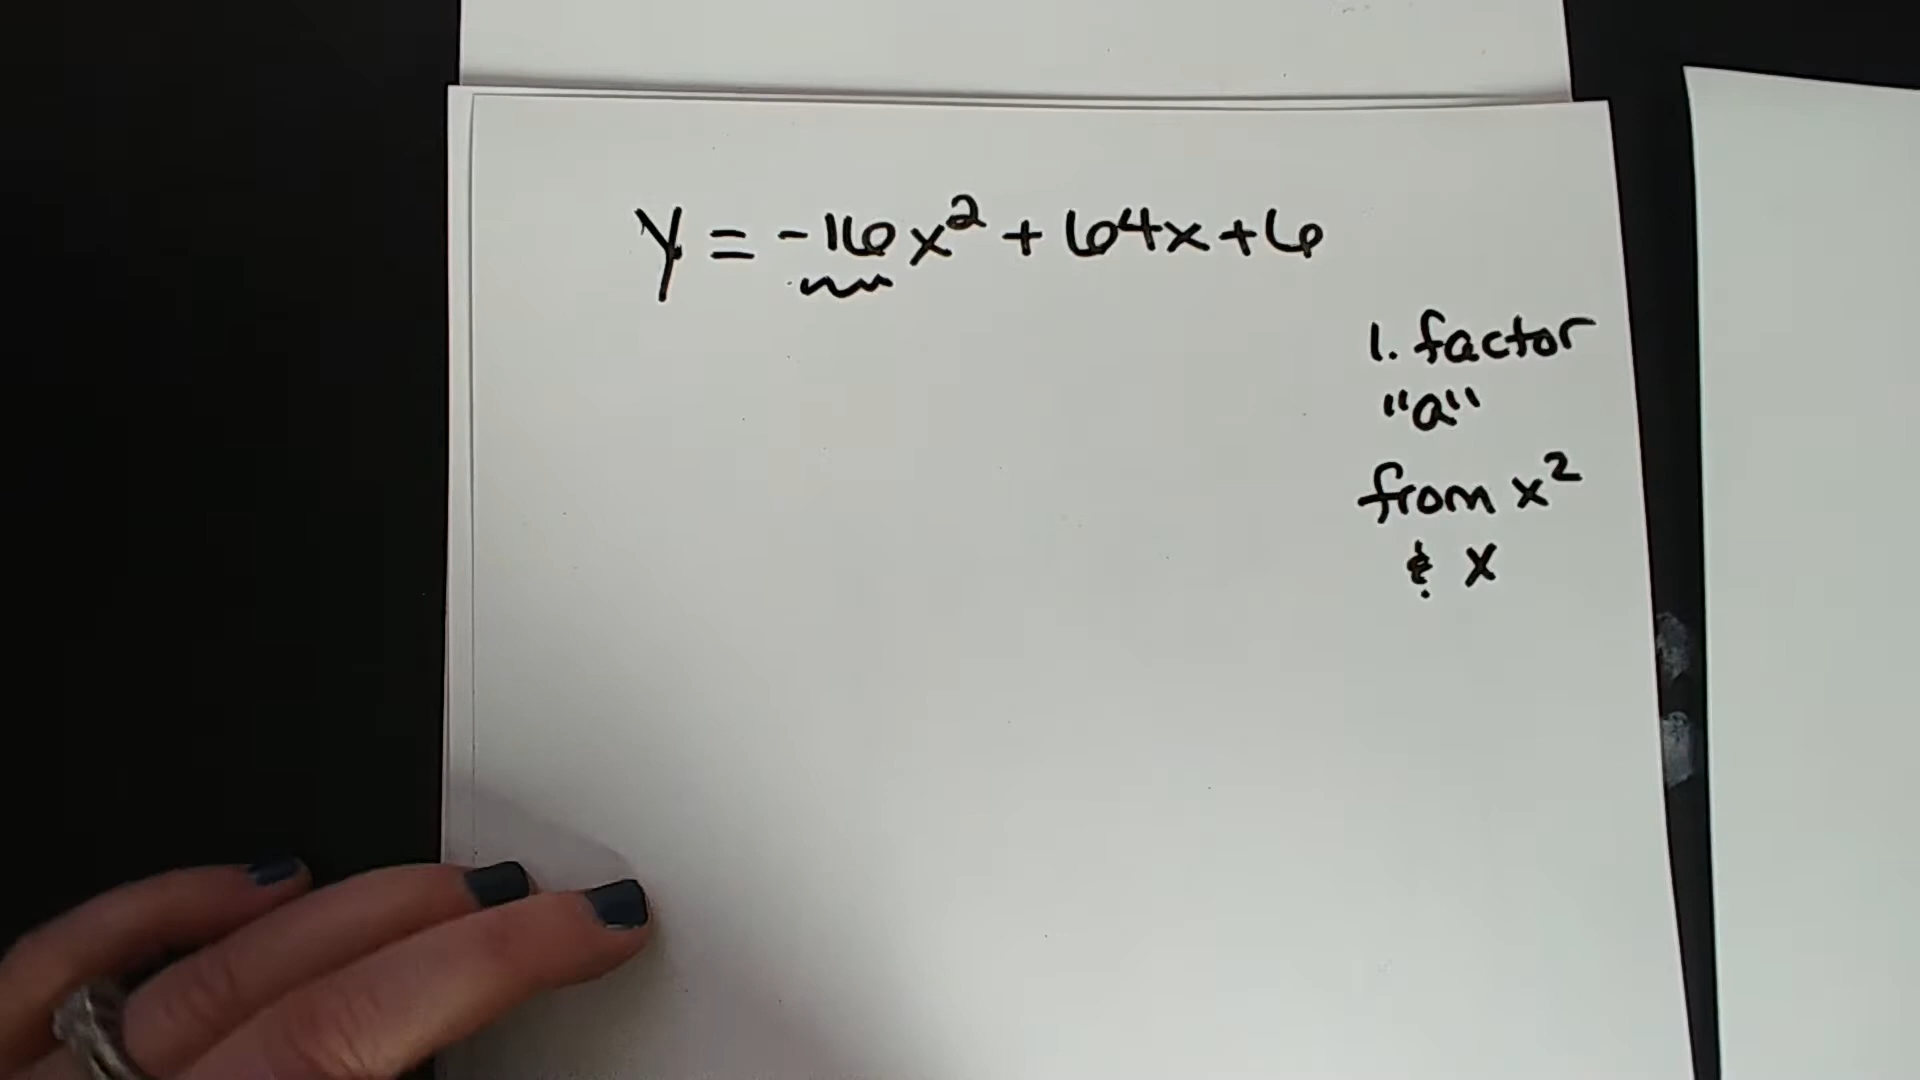 y = -16x² + 64x + 6
1. factor
"a"
from x²
& x